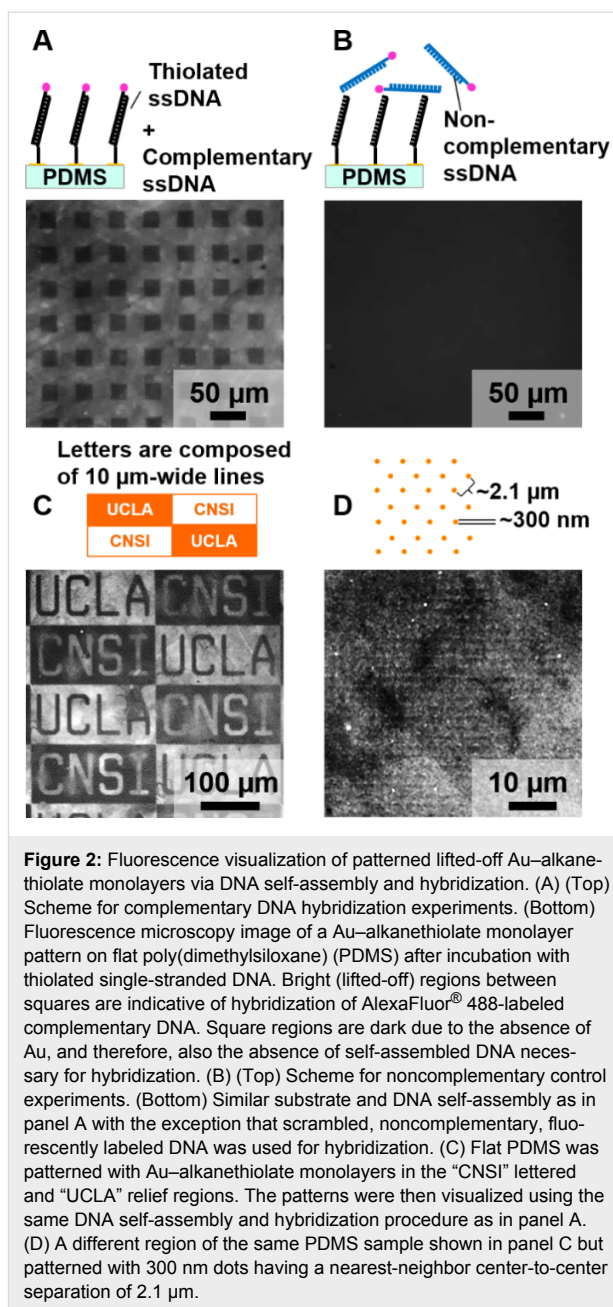 A
Thiolated
ssDNA
+
Complementary
ssDNA
PDMS
50 µm
B
Non-
complementary
ssDNA
PDMS
50 µm
Letters are composed
of 10 µm-wide lines
C
UCLA CNSI
CNSI UCLA
UCLA CNSI
CNSI UCLA
UCLA CNSI
CNSI UCLA
100 µm
D
~2.1 µm
~300 nm
10 µm
Figure 2: Fluorescence visualization of patterned lifted-off Au–alkane-
thiolate monolayers via DNA self-assembly and hybridization. (A) (Top)
Scheme for complementary DNA hybridization experiments. (Bottom)
Fluorescence microscopy image of a Au–alkanethiolate monolayer
pattern on flat poly(dimethylsiloxane) (PDMS) after incubation with
thiolated single-stranded DNA. Bright (lifted-off) regions between
squares are indicative of hybridization of AlexaFluor® 488-labeled
complementary DNA. Square regions are dark due to the absence of
Au, and therefore, also the absence of self-assembled DNA neces-
sary for hybridization. (B) (Top) Scheme for noncomplementary control
experiments. (Bottom) Similar substrate and DNA self-assembly as in
panel A with the exception that scrambled, noncomplementary, fluo-
rescently labeled DNA was used for hybridization. (C) Flat PDMS was
patterned with Au–alkanethiolate monolayers in the “CNSI” lettered
and “UCLA” relief regions. The patterns were then visualized using the
same DNA self-assembly and hybridization procedure as in panel A.
(D) A different region of the same PDMS sample shown in panel C but
patterned with 300 nm dots having a nearest-neighbor center-to-center
separation of 2.1 µm.